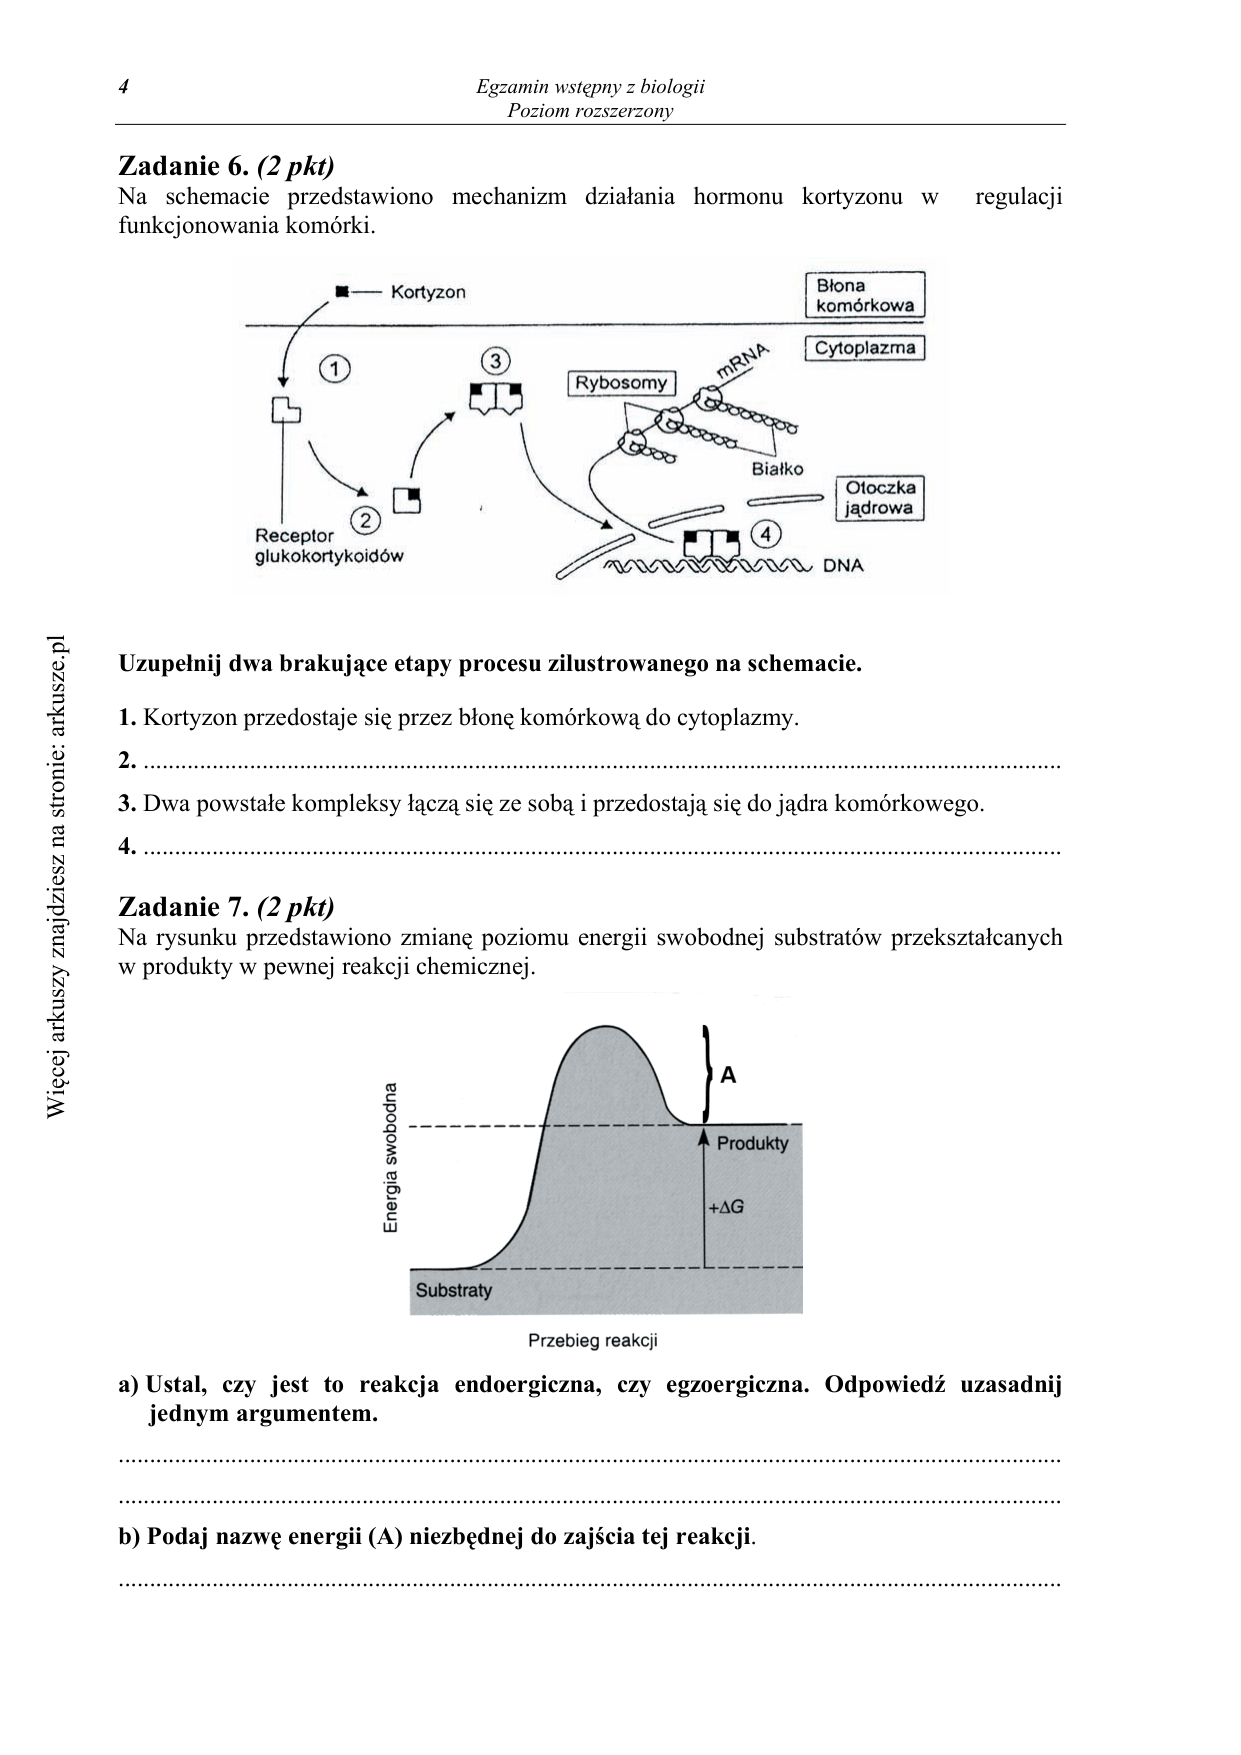 4
Egzamin wstępny z biologii
Poziom rozszerzony
Zadanie 6. (2 pkt)
Na schemacie przedstawiono mechanizm działania hormonu kortyzonu w regulacji
funkcjonowania komórki.
Kortyzon
Błona
komórkowa
Cytoplazma
1
3
mRNA
Rybosomy
Białko
Otoczka
jądrowa
2
4
Receptor
glukokortykoidów
DNA
Uzupełnij dwa brakujące etapy procesu zilustrowanego na schemacie.
1. Kortyzon przedostaje się przez błonę komórkową do cytoplazmy.
2. ....................................................................................................................................................
3. Dwa powstałe kompleksy łączą się ze sobą i przedostają się do jądra komórkowego.
4. ....................................................................................................................................................
Zadanie 7. (2 pkt)
Na rysunku przedstawiono zmianę poziomu energii swobodnej substratów przekształcanych
w produkty w pewnej reakcji chemicznej.
A
Energia swobodna
Produkty
+ΔG
Substraty
Przebieg reakcji
a) Ustal, czy jest to reakcja endoergiczna, czy egzoergiczna. Odpowiedź uzasadnij
jednym argumentem.
........................................................................................................................................................
........................................................................................................................................................
b) Podaj nazwę energii (A) niezbędnej do zajścia tej reakcji.
........................................................................................................................................................
Więcej arkuszy znajdziesz na stronie: arkusze.pl